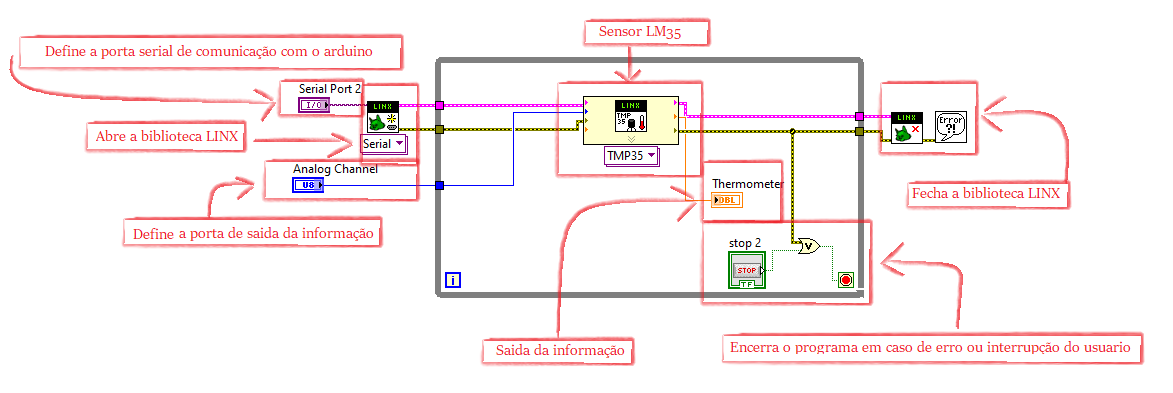 Sensor LM35
Define a porta serial de comunicação com o arduino
Serial Port 2
I/O
LINX
Serial
Abre a biblioteca LINX
Analog Channel
U8
Define a porta de saida da informação
LINX
TMP
35
TMP35
Thermometer
DBL
stop 2
STOP
TF
V
i
LINX
Error
?!
Fecha a biblioteca LINX
Saida da informação
Encerra o programa em caso de erro ou interrupção do usuario